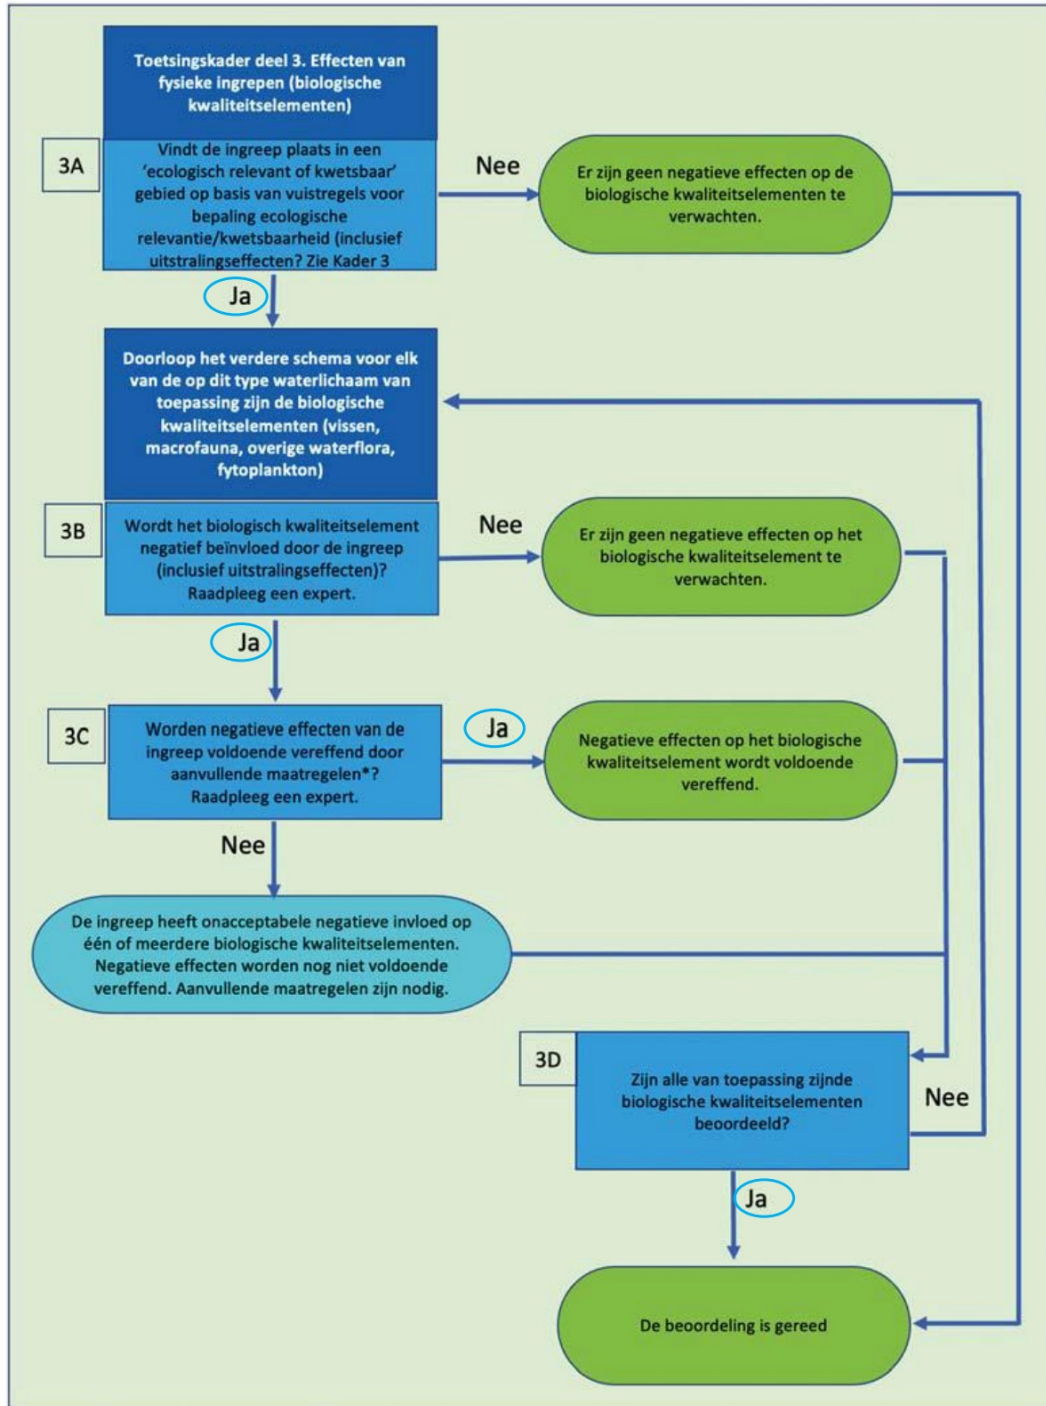 Toetsingskader deel 3. Effecten van
fysieke ingrepen (biologische
kwaliteitselementen)
3A
Vindt de ingreep plaats in een
‘ecologisch relevant of kwetsbaar’
gebied op basis van vuistregels voor
bepaling ecologische
relevantie/kwetsbaarheid (inclusief
uitstralingseffecten? Zie Kader 3
Nee
Er zijn geen negatieve effecten op de
biologische kwaliteitselementen te
verwachten.
Ja
Doorloop het verdere schema voor elk
van de op dit type waterlichaam van
toepassing zijn de biologische
kwaliteitselementen (vissen,
macrofauna, overige waterflora,
fytoplankton)
3B
Wordt het biologisch kwaliteitselement
negatief beïnvloed door de ingreep
(inclusief uitstralingseffecten)?
Raadpleeg een expert.
Nee
Er zijn geen negatieve effecten op het
biologische kwaliteitselement te
verwachten.
Ja
3C
Worden negatieve effecten van de
ingreep voldoende vereffend door
aanvullende maatregelen*?
Raadpleeg een expert.
Ja
Negatieve effecten op het biologische
kwaliteitselement wordt voldoende
vereffend.
Nee
De ingreep heeft onacceptabele negatieve invloed op
één of meerdere biologische kwaliteitselementen.
Negatieve effecten worden nog niet voldoende
vereffend. Aanvullende maatregelen zijn nodig.
3D
Zijn alle van toepassing zijnde
biologische kwaliteitselementen
beoordeeld?
Nee
Ja
De beoordeling is gereed